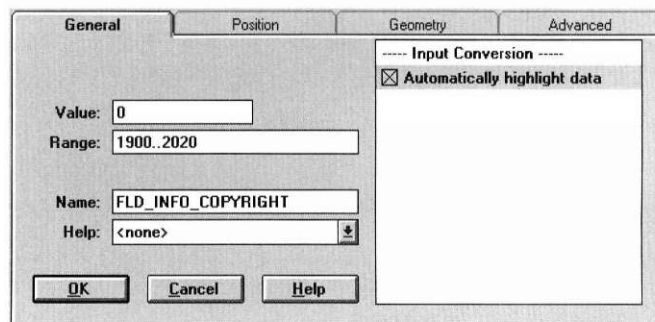 General Position Geometry Advanced
----- Input Conversion -----
Automatically highlight data
Value: 0
Range: 1900..2020
Name: FLD_INFO_COPYRIGHT
Help: <none>
OK Cancel Help